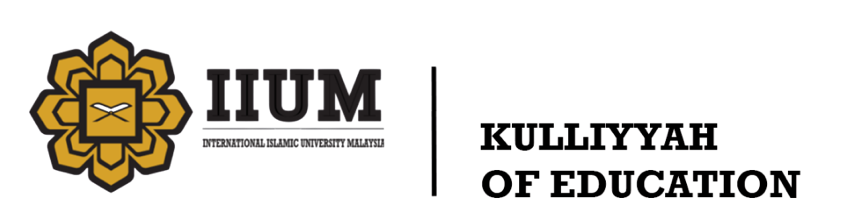 IIUM
INTERNATIONAL ISLAMIC UNIVERSITY MALAYSIA
KULLIYYAH
OF EDUCATION